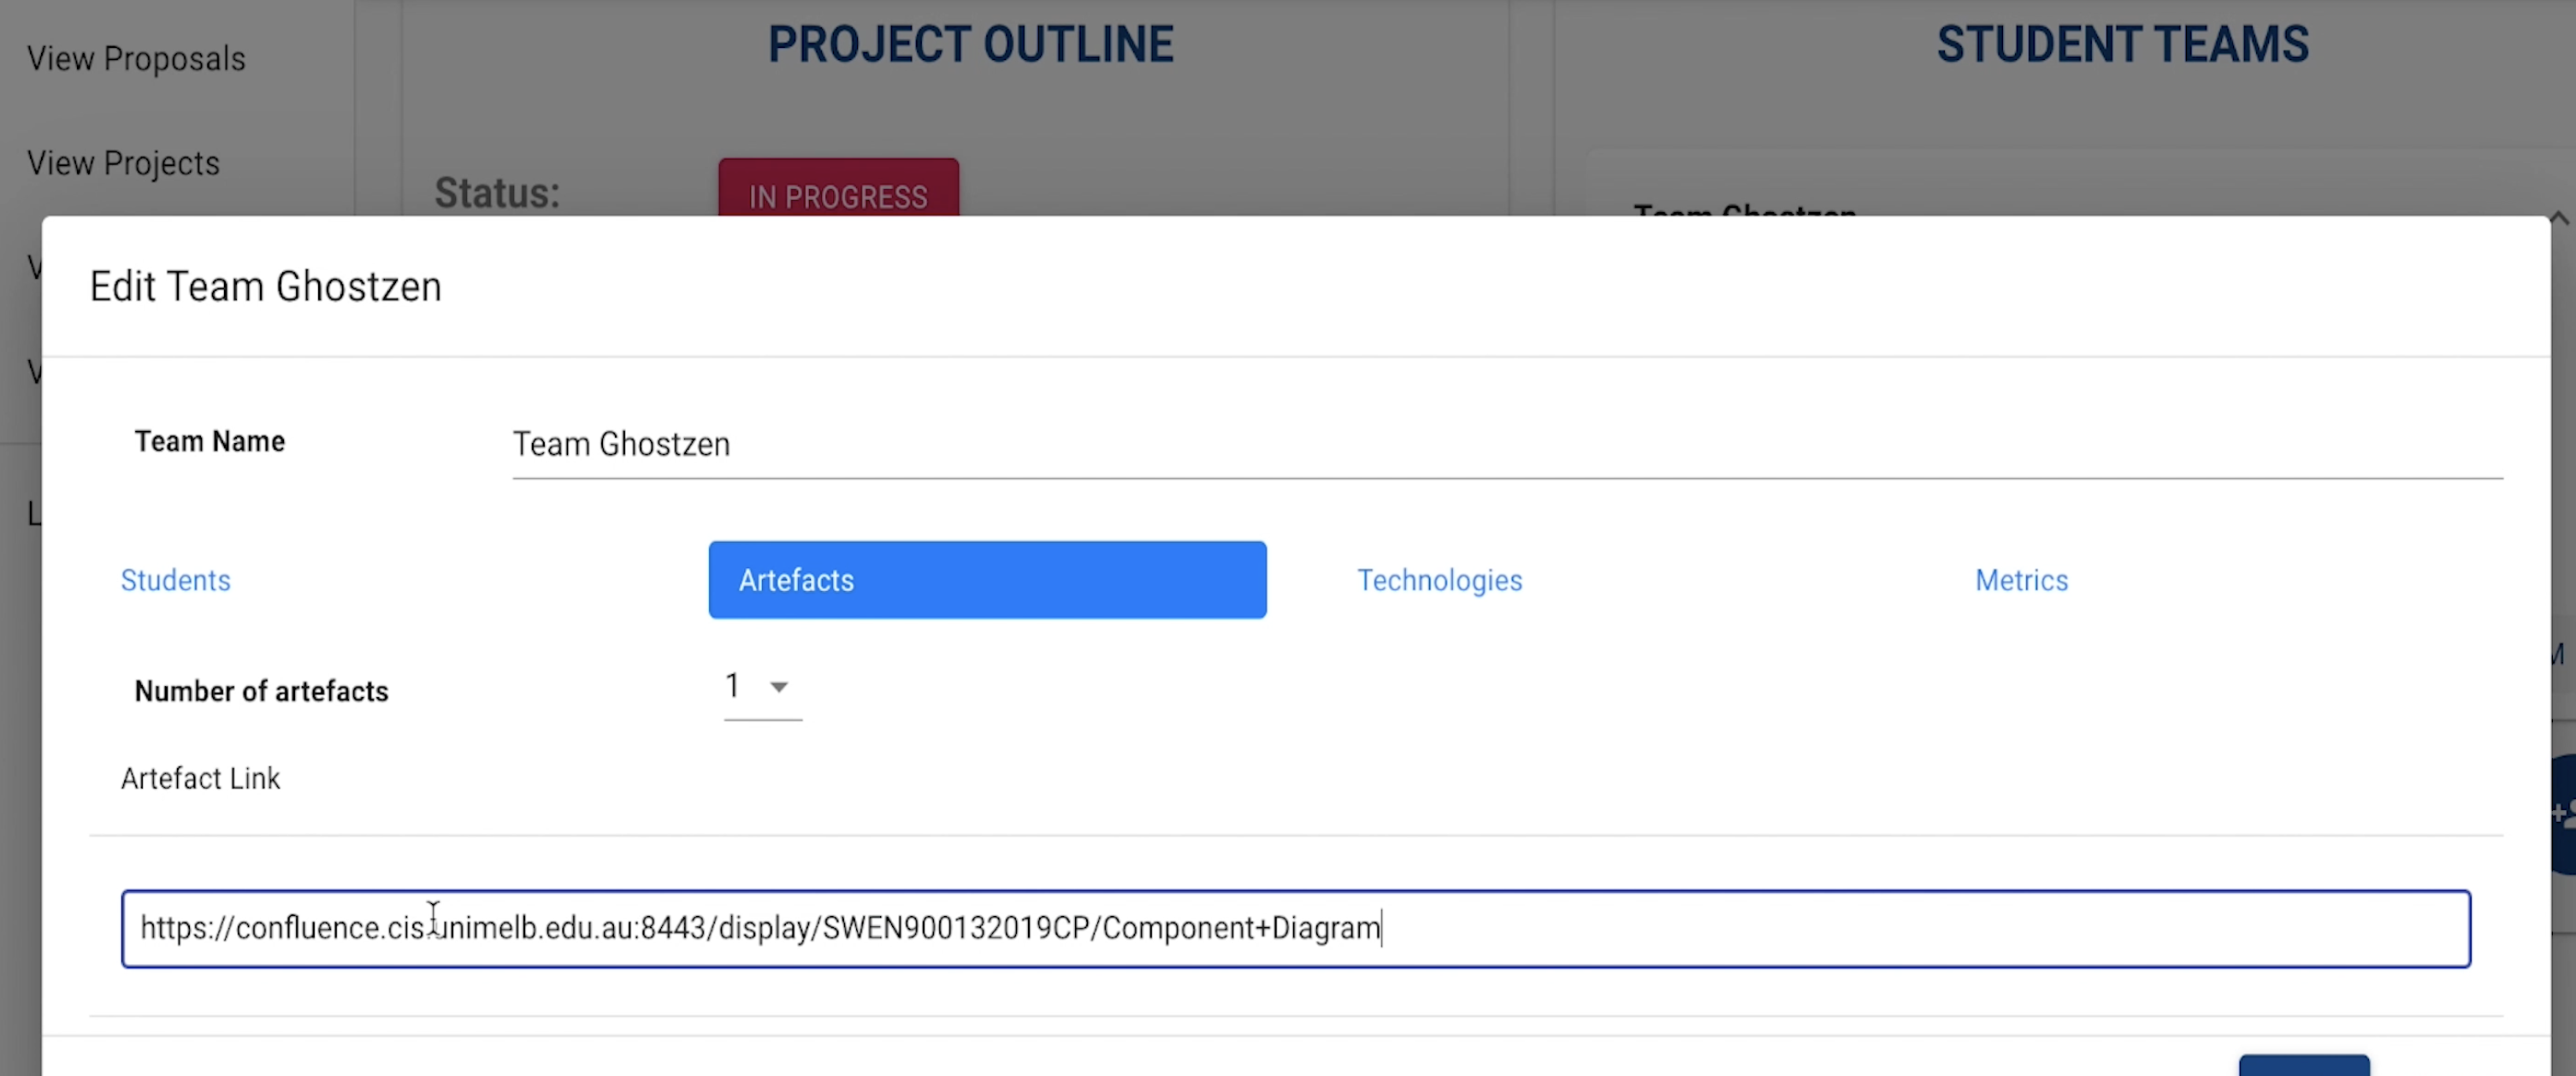 View Proposals
PROJECT OUTLINE
STUDENT TEAMS
View Projects
Status:
IN PROGRESS
Team Ghostzen
Edit Team Ghostzen
Team Name
Team Ghostzen
Students
Artefacts
Technologies
Metrics
Number of artefacts
1
Artefact Link
https://confluence.cis.unimelb.edu.au:8443/display/SWEN900132019CP/Component+Diagram